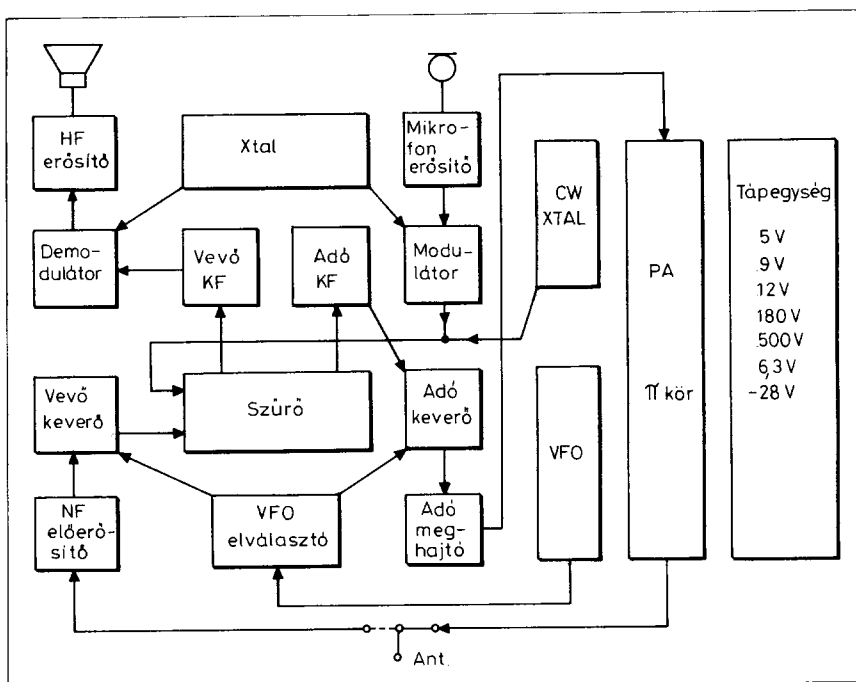 HF
erősítő
Xtal
Mikro-
fon
erősítő
CW
XTAL
Tápegység
5 V
9 V
12 V
180 V
500V
6,3 V
-28 V
PA
π kör
Demo-
dulátor
Vevő
KF
Adó
KF
Modu-
látor
Vevő
keverő
Szűrő
Adó
keverő
VFO
NF
előerő-
sítő
VFO
elválasztó
Adó
meg-
hajtó
Ant.